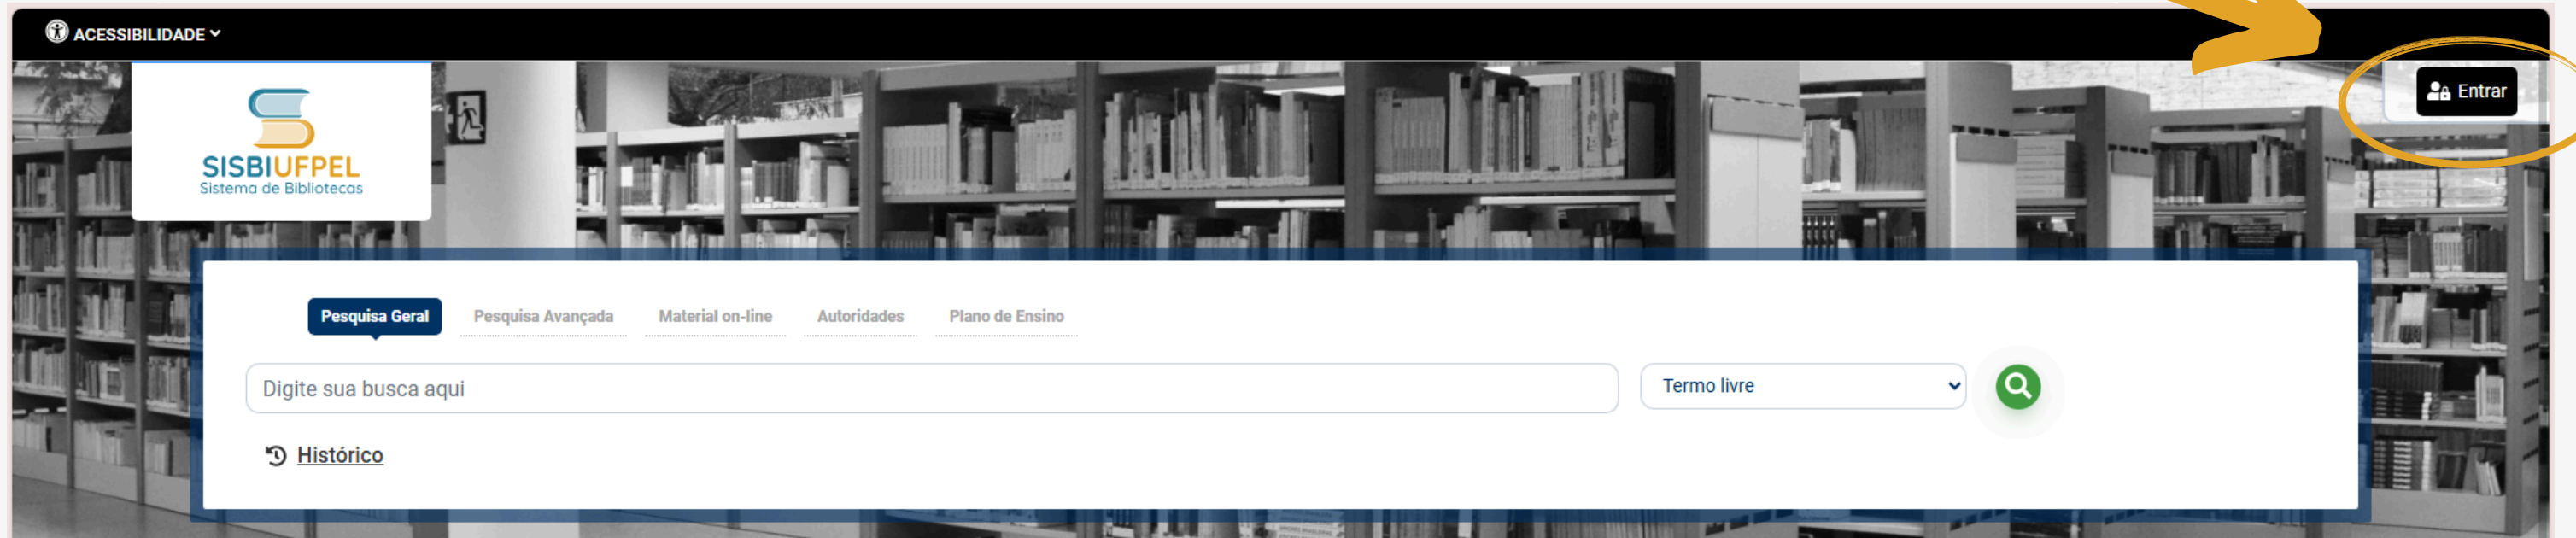 ACESSIBILIDADE
Entrar
SISBIUFPEL
Sistema de Bibliotecas
Pesquisa Geral
Pesquisa Avançada
Material on-line
Autoridades
Plano de Ensino
Digite sua busca aqui
Termo livre
Histórico